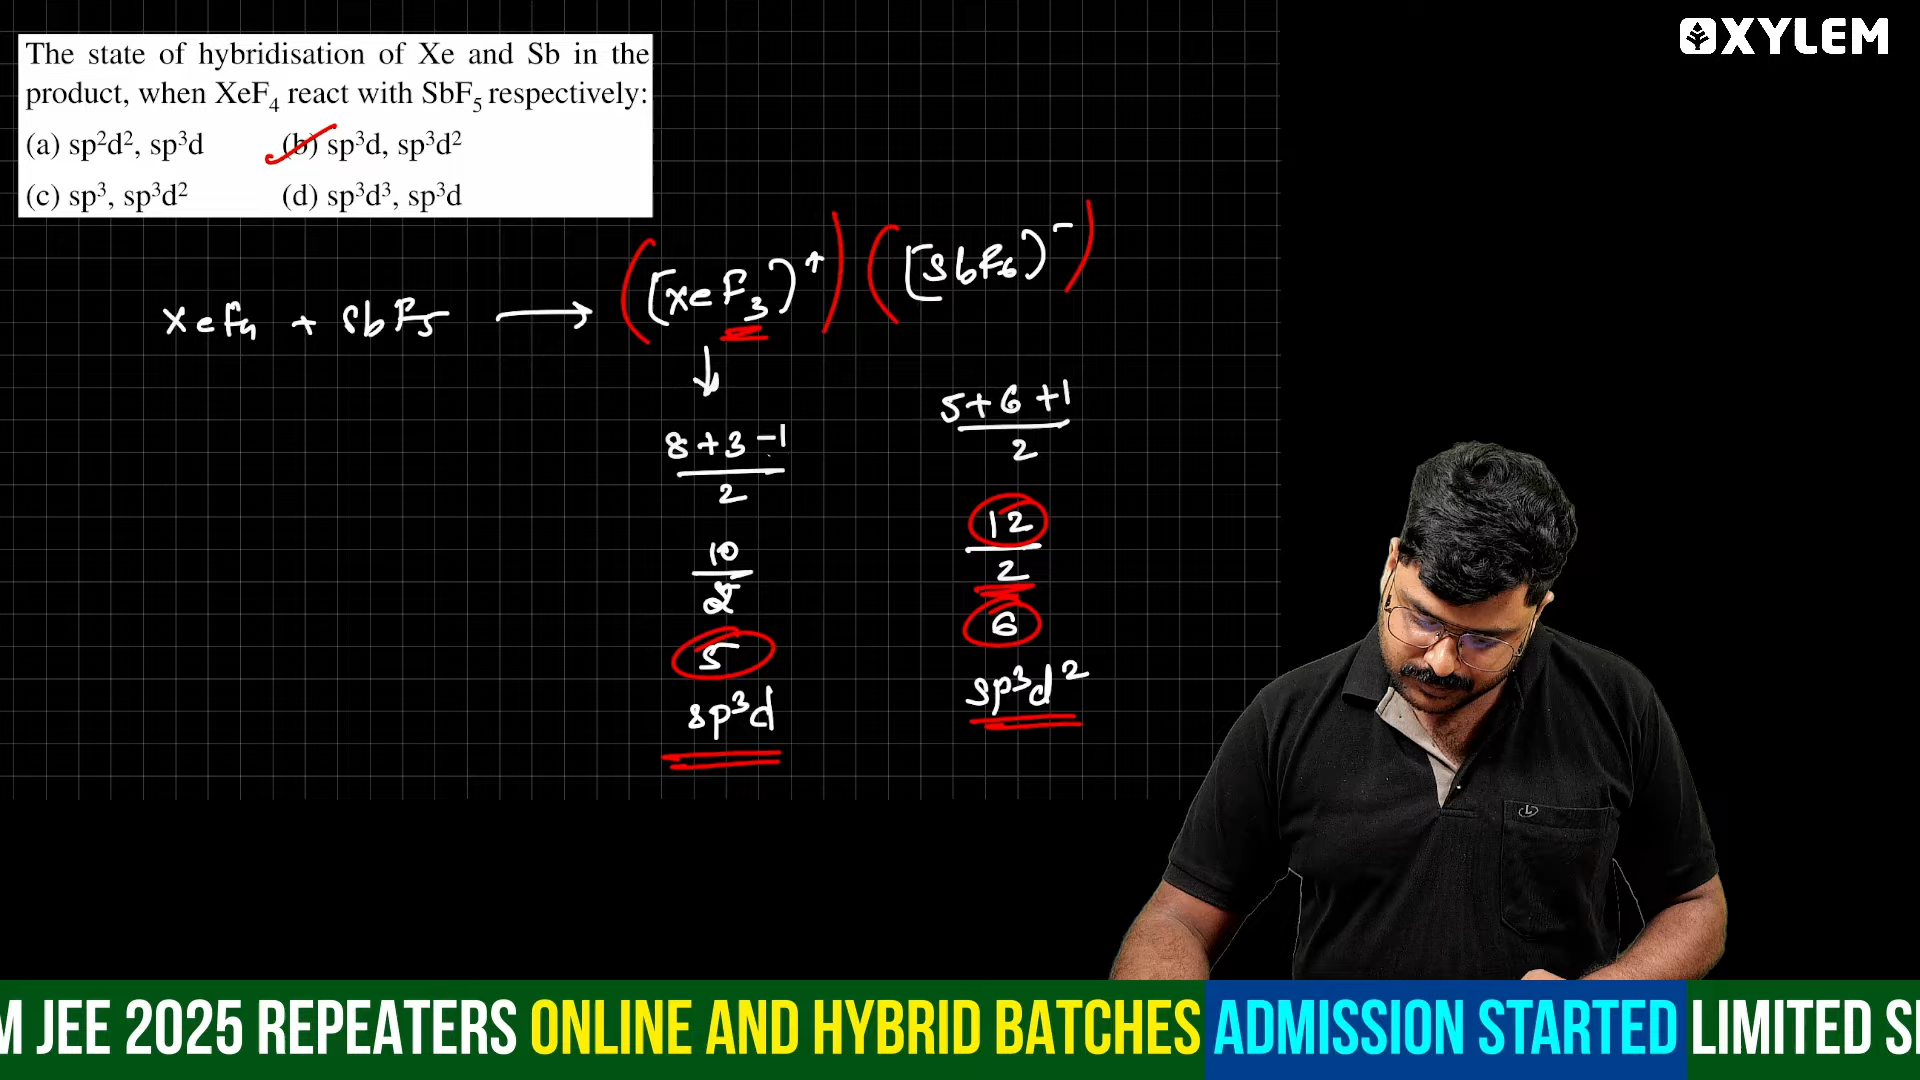 XYLEM
The state of hybridisation of Xe and Sb in the
product, when XeF₄ react with SbF₅ respectively:
(a) sp²d², sp³d (b) sp³d, sp³d²
(c) sp³, sp³d² (d) sp³d³, sp³d
XeF₄ + SbF₅ ⟶ ([XeF₃)⁺) ([SbF₆)⁻)
↓
8+3-1
2
10
2
5
sp³d
5+6+1
2
12
2
6
sp³d²
M JEE 2025 REPEATERS ONLINE AND HYBRID BATCHES ADMISSION STARTED LIMITED S